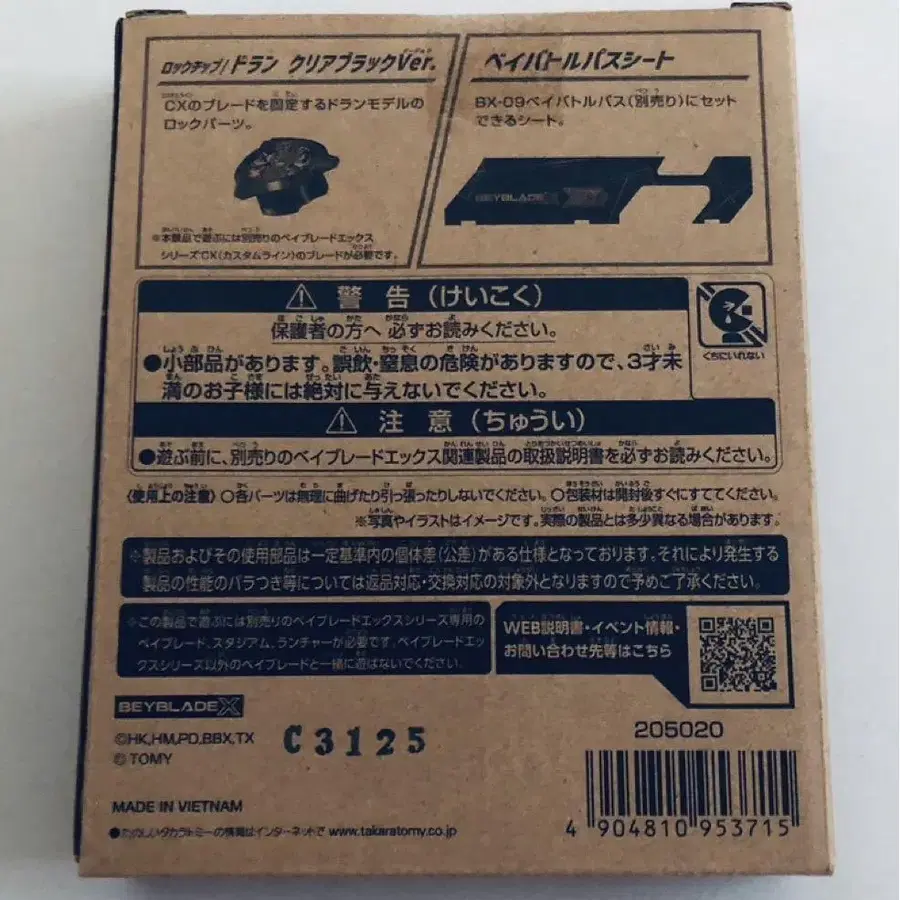 ロックチップ/ドラン クリアブラックVer.
CXのブレードを固定するドランモデルの
ロックパーツ。
※本製品で遊ぶには別売りのベイブレードエックス
シリーズCX(カスタムライン)のブレードが必要です。
ベイバトルパスシート
BX-09ベイバトルパス(別売り)にセット
できるシート。
BEYBLADE X
⚠ 警告(けいこく)
保護者の方へ 必ずお読みください。
●小部品があります。誤飲・窒息の危険がありますので、3才未
満のお子様には絶対に与えないでください。
くちにいれない
⚠ 注意(ちゅうい)
●遊ぶ前に、別売りのベイブレードエックス関連製品の取扱説明書を必ずお読みください。
〈使用上の注意〉○各パーツは無理に曲げたり引っ張ったりしないでください。○包装材は開封後すぐにすててください。
※写真やイラストはイメージです。実際の製品とは多少異なる場合があります。
※製品およびその使用部品は一定基準内の個体差(公差)がある仕様となっております。それにより発生する
製品の性能のバラつき等については返品対応・交換対応の対象外となりますので予めご了承ください。
※この製品で遊ぶには別売りのベイブレードエックスシリーズ専用の
ベイブレード、スタジアム、ランチャーが必要です。ベイブレードエッ
クスシリーズ以外のベイブレードと一緒に遊ばないでください。
WEB説明書・イベント情報・
お問い合わせ先等はこちら
BEYBLADE X
©HK,HM,PD,BBX,TX
© TOMY
C3125
205020
MADE IN VIETNAM
●たのしいタカラトミーの情報はインターネットで www.takaratomy.co.jp
4 904810 953715